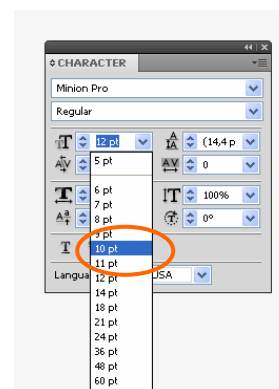 CHARACTER
Minion Pro
Regular
12 pt
(14,4 p
5 pt
0
6 pt
7 pt
100%
8 pt
0°
9 pt
10 pt
11 pt
Langua
12 pt
USA
14 pt
18 pt
21 pt
24 pt
36 pt
48 pt
60 pt